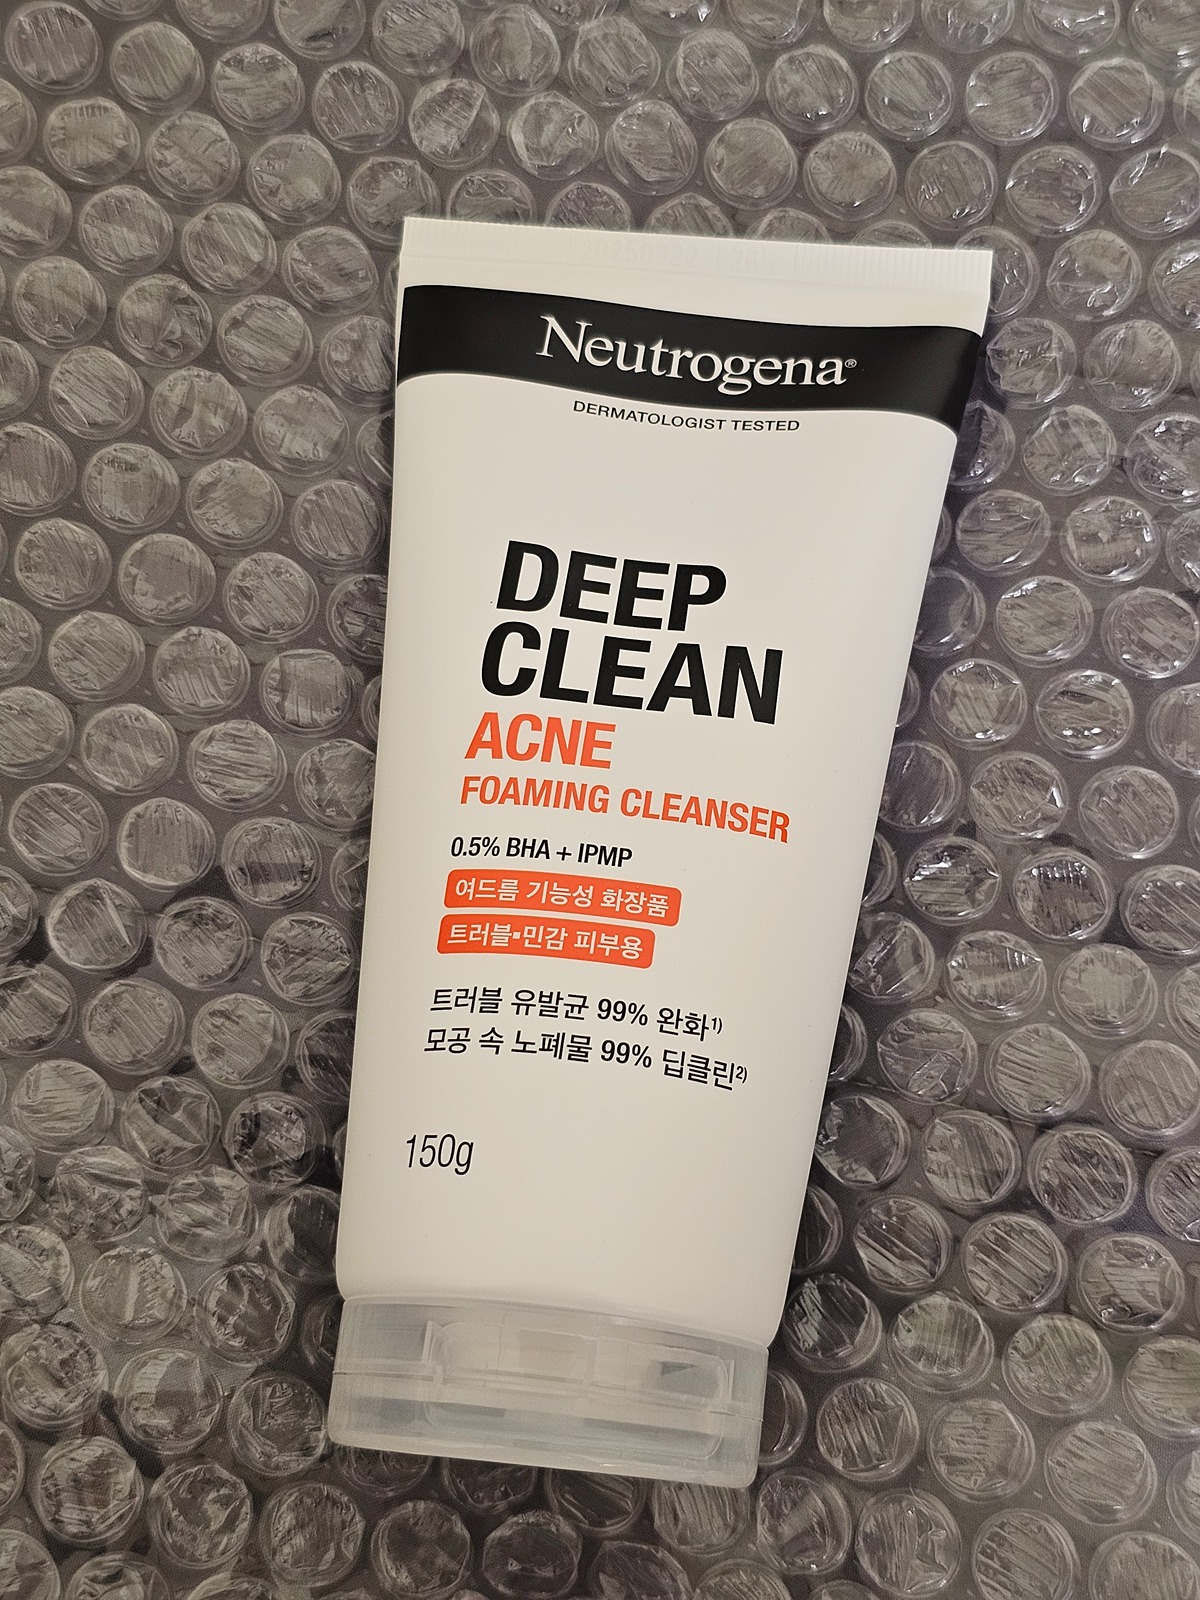 Neutrogena®
DERMATOLOGIST TESTED
DEEP
CLEAN
ACNE
FOAMING CLEANSER
0.5% BHA + IPMP
여드름 기능성 화장품
트러블▪민감 피부용
트러블 유발균 99% 완화1)
모공 속 노폐물 99% 딥클린2)
150g